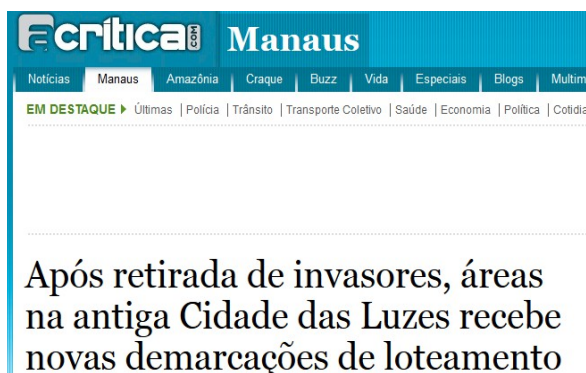 acritica.com Manaus
Notícias Manaus Amazônia Craque Buzz Vida Especiais Blogs
EM DESTAQUE Últimas | Polícia | Trânsito | Transporte Coletivo | Saúde | Economia | Política |
Após retirada de invasores, áreas
na antiga Cidade das Luzes recebe
novas demarcações de loteamento